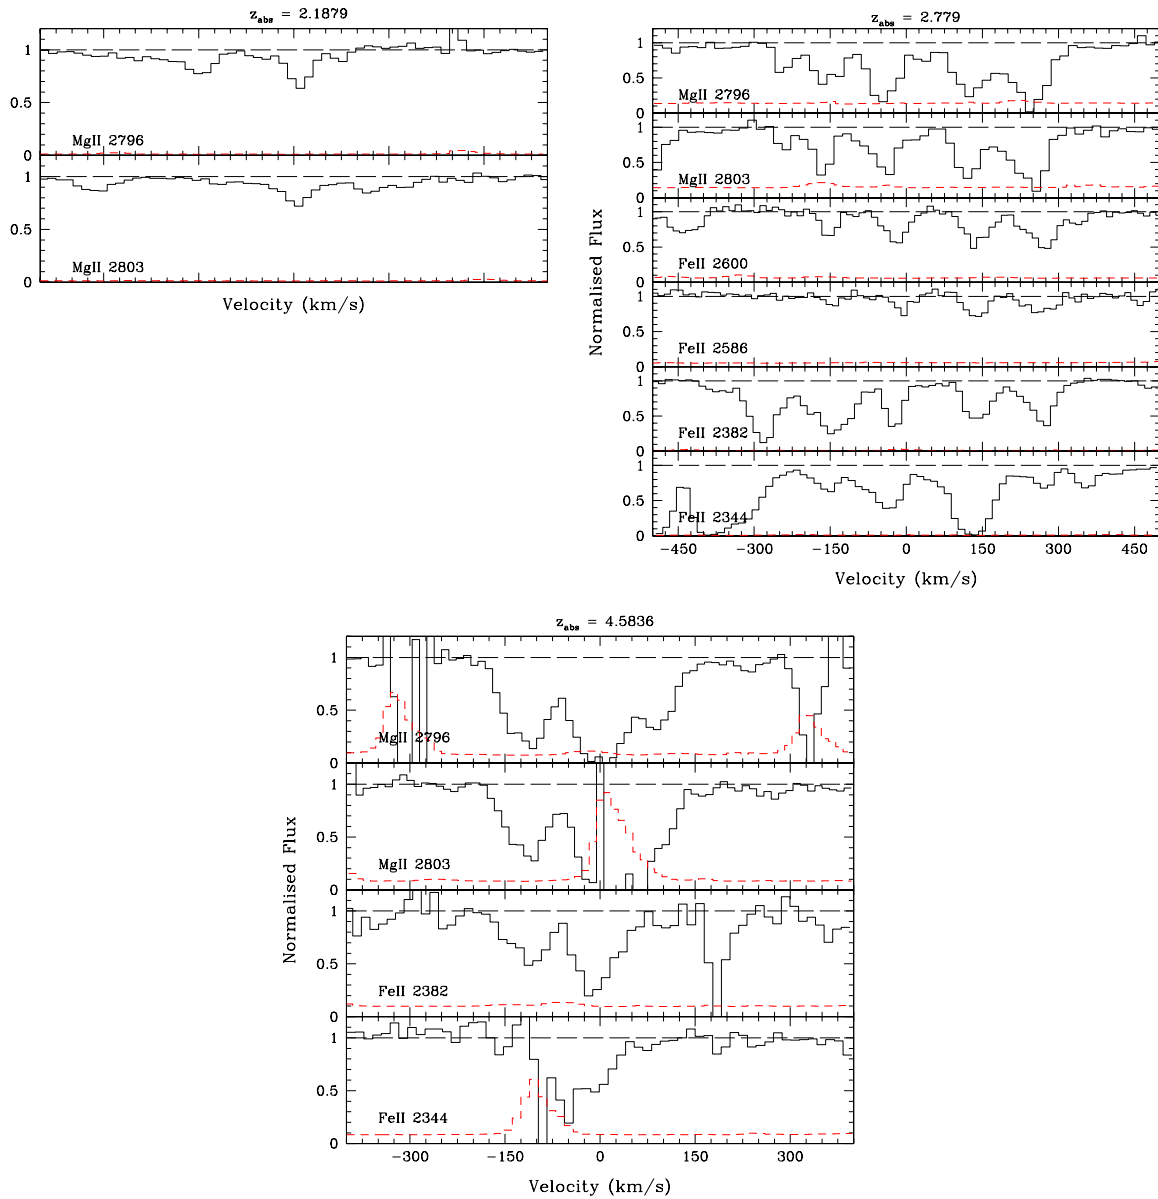 z_abs = 2.1879
1
0.5
0
MgII 2796
1
0.5
0
MgII 2803
Velocity (km/s)
z_abs = 2.779
Normalised Flux
1
0.5
0
MgII 2796
1
0.5
0
MgII 2803
1
0.5
0
FeII 2600
1
0.5
0
FeII 2586
1
0.5
0
FeII 2382
1
0.5
0
FeII 2344
-450 -300 -150 0 150 300 450
Velocity (km/s)
z_abs = 4.5836
Normalised Flux
1
0.5
0
MgII 2796
1
0.5
0
MgII 2803
1
0.5
0
FeII 2382
1
0.5
0
FeII 2344
-300 -150 0 150 300
Velocity (km/s)